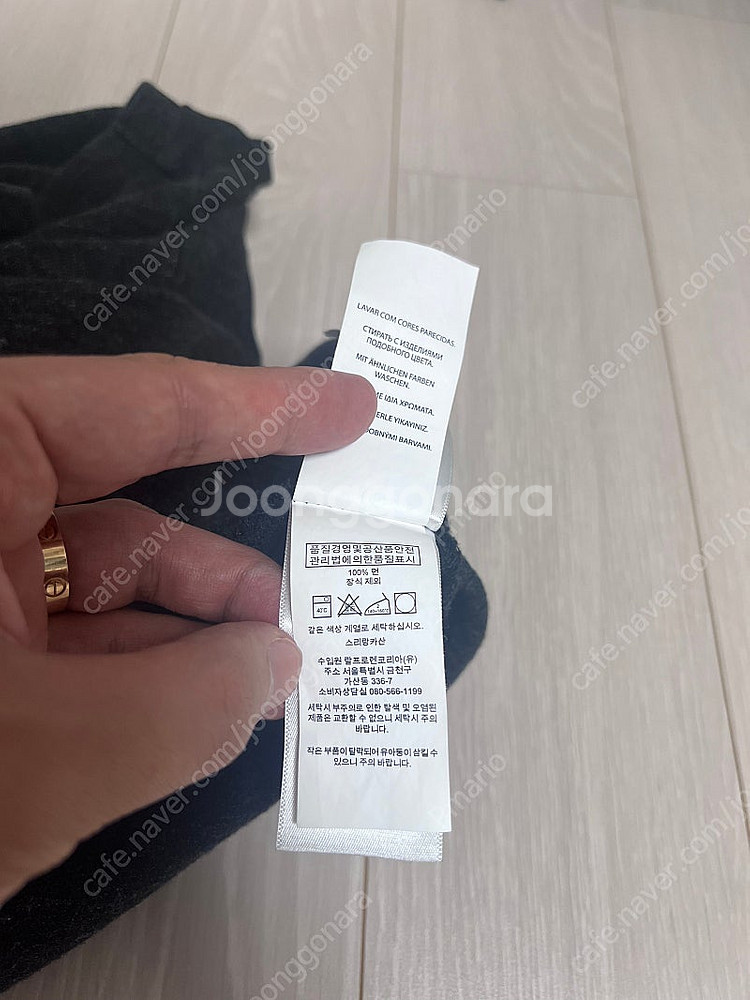 LAVAR COM CORES PARECIDAS.
СТИРАТЬ С ИЗДЕЛИЯМИ
ПОДОБНОГО ЦВЕТА.
MIT ÄHNLICHEN FARBEN
WASCHEN.
ΜΕ ΙΔΙΑ ΧΡΩΜΑΤΑ.
YIKAYINIZ.
BARVAMI.
Joonggonara
품질경영및공산품안전
관리법에의한품질표시
100% 면
장식 제외
40℃
같은 색상 계열로 세탁하십시오.
스리랑카산
수입원 랄프로렌코리아(유)
주소 서울특별시 금천구
가산동 336-7
소비자상담실 080-566-1199
세탁시 부주의로 인한 탈색 및 오염된
제품은 교환할 수 없으니 세탁시 주의
바랍니다.
작은 부품이 탈락되어 유아동이 삼킬 수
있으니 주의 바랍니다.
cafe.naver.com/joonggonara